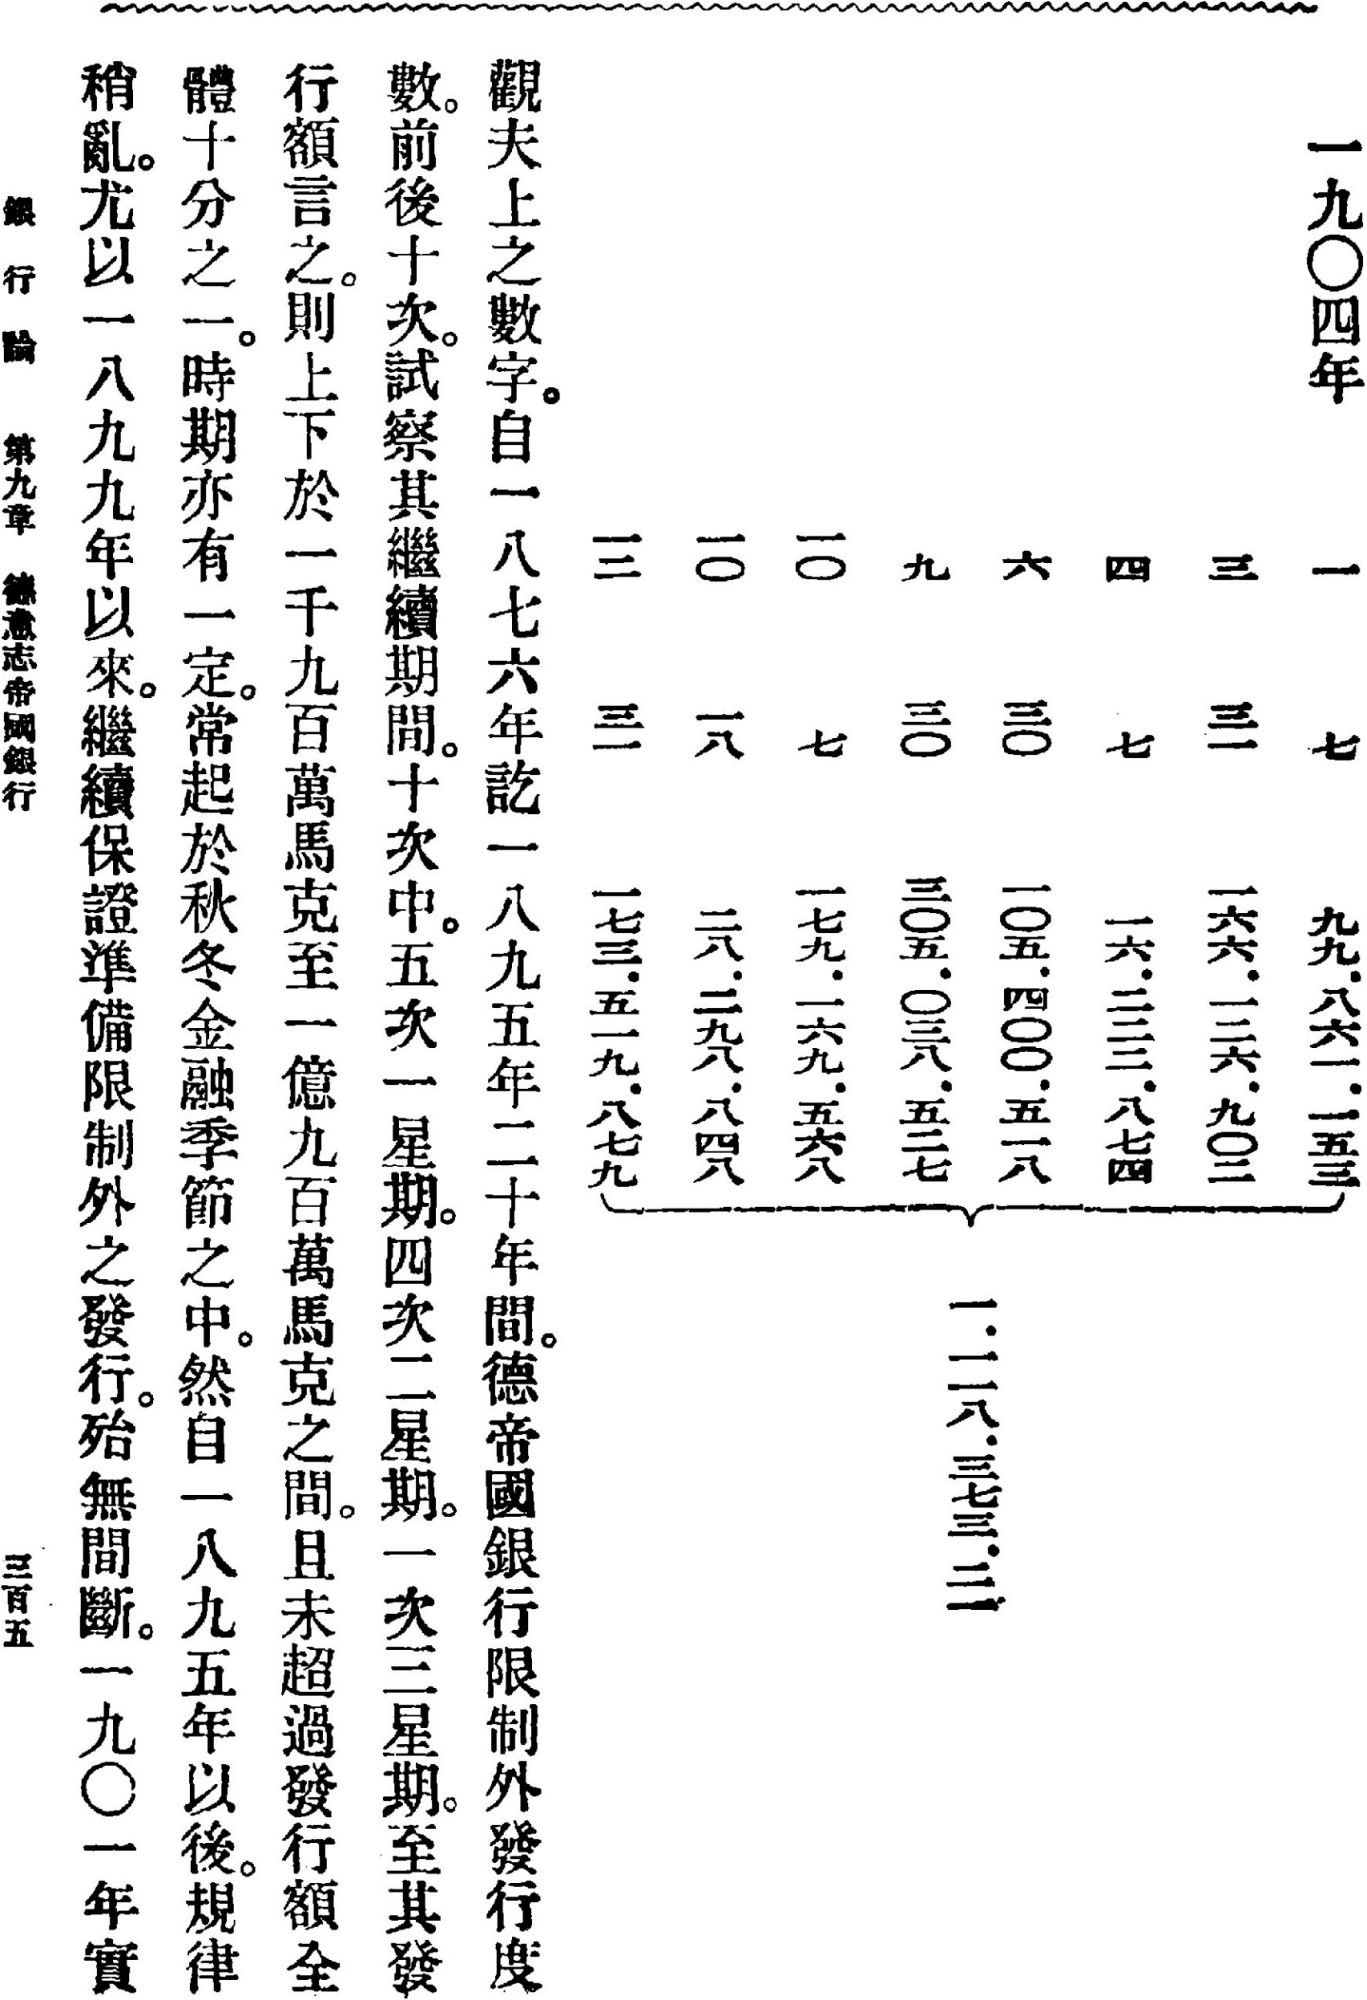 一九〇四年 一 七 九九.八六一.一五三
三 三一 一六六.一二六.九〇二
四 七 一六.二二三.八七四
六 三〇 一〇五.四〇〇.五一八
九 三〇 三〇五.〇三八.五二七
一〇 七 一七九.一六九.五六八
一〇 一八 二八.二九八.八四八
一二 三一 一七三.五一九.八七九
一.一一八.三七三.二二一
觀夫上之數字。自一八七六年訖一八九五年二十年間。德帝國銀行限制外發行度
數。前後十次。試察其繼續期間。十次中。五次一星期。四次二星期。一次三星期。至其發
行額言之。則上下於一千九百萬馬克至一億九百萬馬克之間。且未超過發行額全
體十分之一。時期亦有一定。常起於秋冬金融季節之中。然自一八九五年以後。規律
稍亂。尤以一八九九年以來。繼續保證準備限制外之發行。殆無間斷。一九〇一年實
銀行論 第九章 德意志帝國銀行 三百五